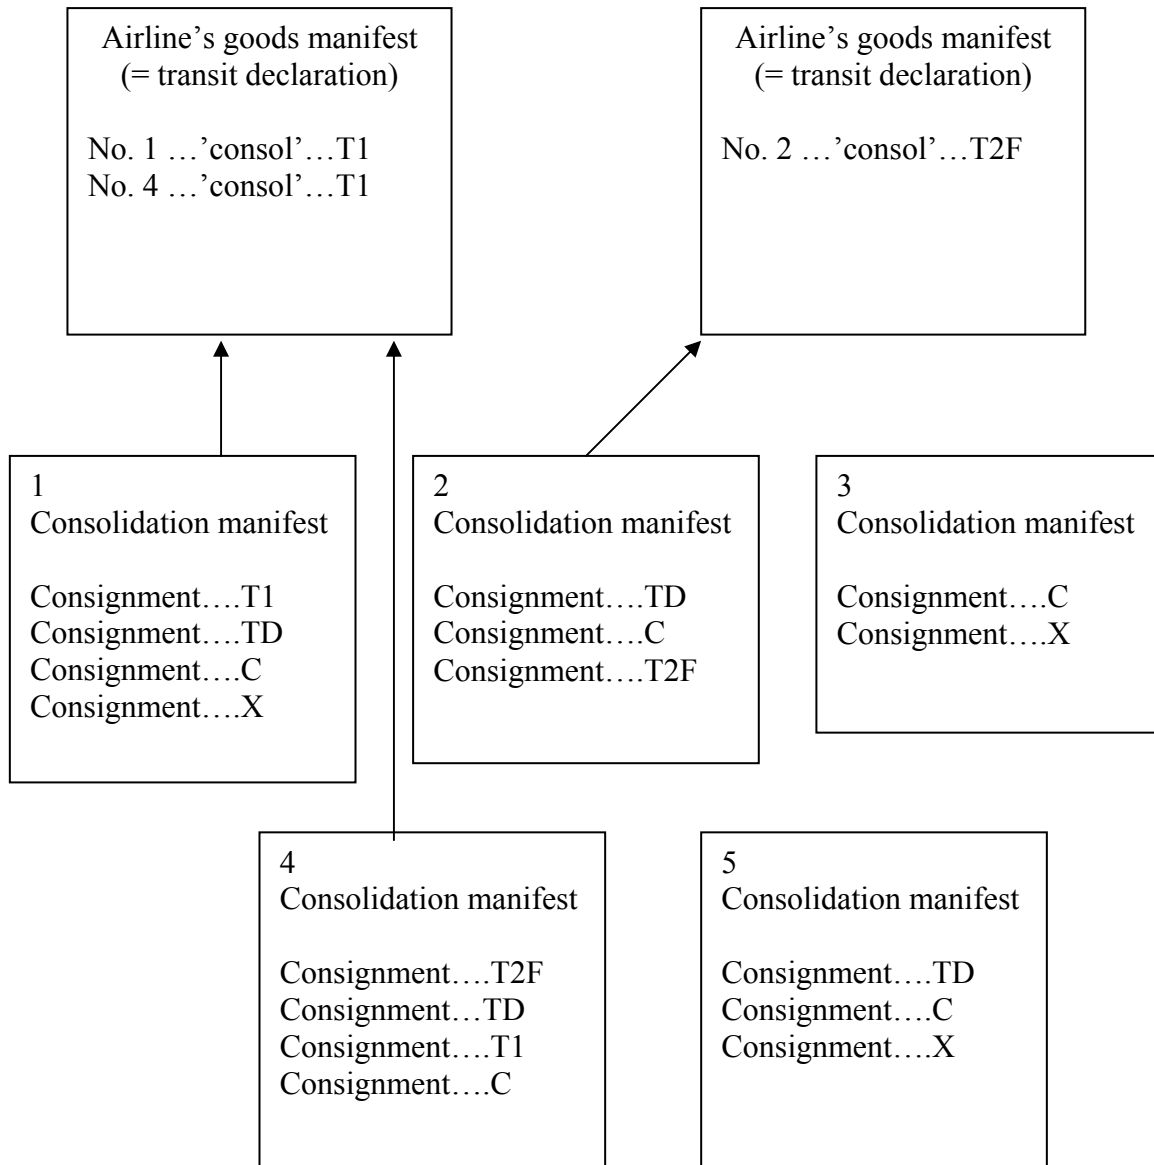 Airline’s goods manifest
(= transit declaration)
No. 1 …’consol’…T1
No. 4 …’consol’…T1
Airline’s goods manifest
(= transit declaration)
No. 2 …’consol’…T2F
1
Consolidation manifest
Consignment….T1
Consignment….TD
Consignment….C
Consignment….X
2
Consolidation manifest
Consignment….TD
Consignment….C
Consignment….T2F
3
Consolidation manifest
Consignment….C
Consignment….X
4
Consolidation manifest
Consignment….T2F
Consignment…TD
Consignment….T1
Consignment….C
5
Consolidation manifest
Consignment….TD
Consignment….C
Consignment….X